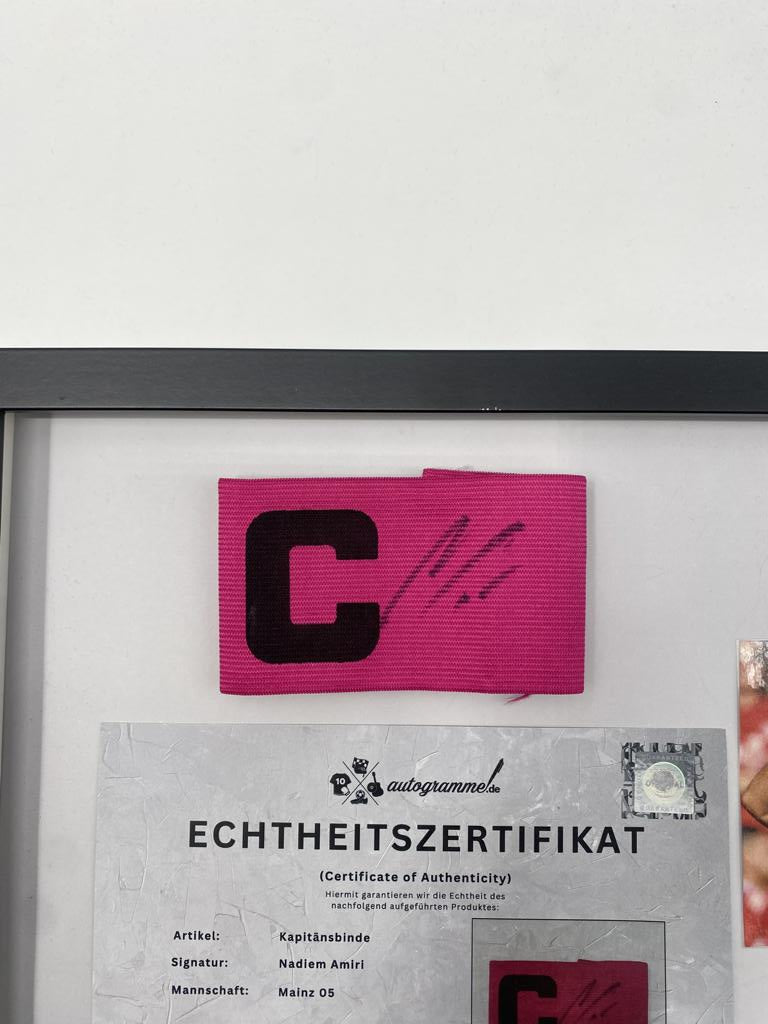 C
10
autogramme!.de
ECHTHEITSZERTIFIKAT
(Certificate of Authenticity)
Hiermit garantieren wir die Echtheit des
nachfolgend aufgeführten Produktes:
Artikel: Kapitänsbinde
Signatur: Nadiem Amiri
Mannschaft: Mainz 05
C